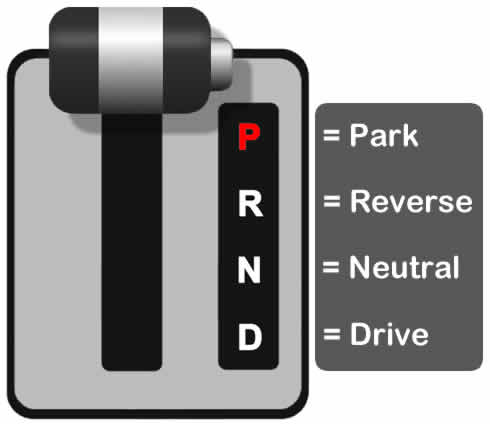 P = Park
R = Reverse
N = Neutral
D = Drive